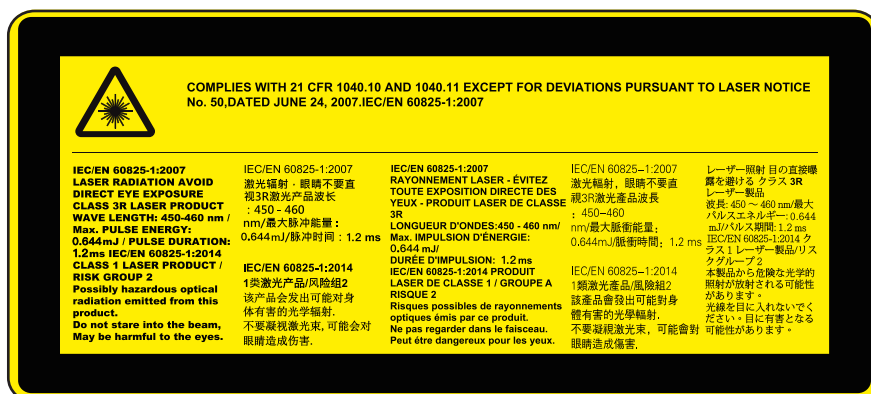 COMPLIES WITH 21 CFR 1040.10 AND 1040.11 EXCEPT FOR DEVIATIONS PURSUANT TO LASER NOTICE
No. 50,DATED JUNE 24, 2007.IEC/EN 60825-1:2007
IEC/EN 60825-1:2007
LASER RADIATION AVOID
DIRECT EYE EXPOSURE
CLASS 3R LASER PRODUCT
WAVE LENGTH: 450-460 nm /
Max. PULSE ENERGY:
0.644mJ / PULSE DURATION:
1.2ms IEC/EN 60825-1:2014
CLASS 1 LASER PRODUCT /
RISK GROUP 2
Possibly hazardous optical
radiation emitted from this
product.
Do not stare into the beam,
May be harmful to the eyes.
IEC/EN 60825-1:2007
激光辐射﹐眼睛不要直
视3R激光产品波长
: 450 - 460
nm/最大脉冲能量 :
0.644mJ/脉冲时间 : 1.2 ms
IEC/EN 60825-1:2014
1类激光产品/风险组2
该产品会发出可能对身
体有害的光学辐射.
不要凝视激光束, 可能会对
眼睛造成伤害.
IEC/EN 60825-1:2007
RAYONNEMENT LASER - ÉVITEZ
TOUTE EXPOSITION DIRECTE DES
YEUX - PRODUIT LASER DE CLASSE
3R
LONGUEUR D'ONDES:450 - 460 nm/
Max. IMPULSION D'ÉNERGIE:
0.644 mJ/
DURÉE D'IMPULSION: 1.2 ms
IEC/EN 60825-1:2014 PRODUIT
LASER DE CLASSE 1 / GROUPE A
RISQUE 2
Risques possibles de rayonnements
optiques émis par ce produit.
Ne pas regarder dans le faisceau.
Peut étre dangereux pour les yeux.
IEC/EN 60825-1:2007
激光輻射，眼睛不要直
視3R激光產品波長
: 450-460
nm/最大脈衝能量:
0.644mJ/脈衝時間: 1.2 ms
IEC/EN 60825-1:2014
1類激光產品/風險組2
該產品會發出可能對身
體有害的光學輻射.
不要凝視激光束，可能會對
眼睛造成傷害.
レーザー照射 目の直接曝
露を避ける クラス 3R
レーザー製品
波長: 450 ～ 460 nm/最大
パルスエネルギー: 0.644
mJ/パルス期間: 1.2 ms
IEC/EN 60825-1:2014 ク
ラス 1 レーザー製品/リス
クグループ 2
本製品から危険な光学的
照射が放射される可能性
があります。
光線を目に入れないでく
ださい。目に有害となる
可能性があります。